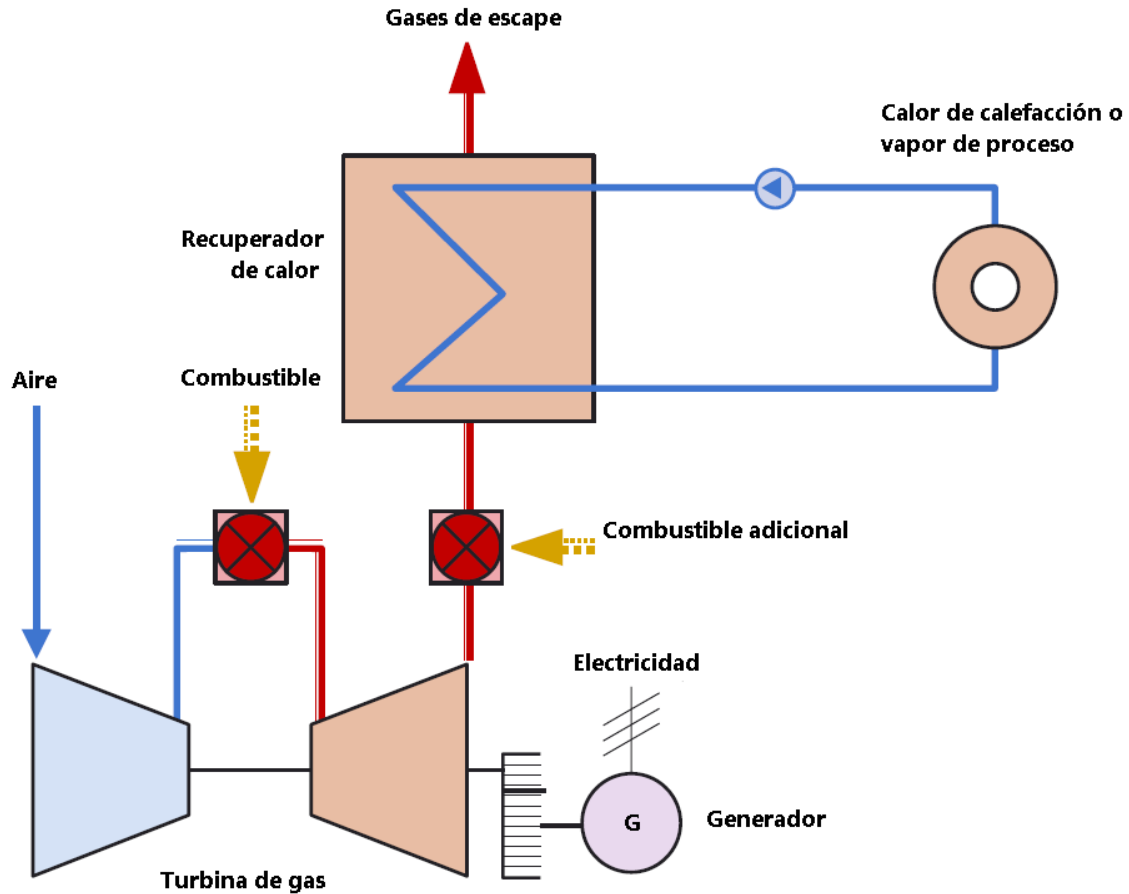 Gases de escape
Calor de calefacción o
vapor de proceso
Recuperador
de calor
Aire
Combustible
Combustible adicional
Electricidad
G
Generador
Turbina de gas